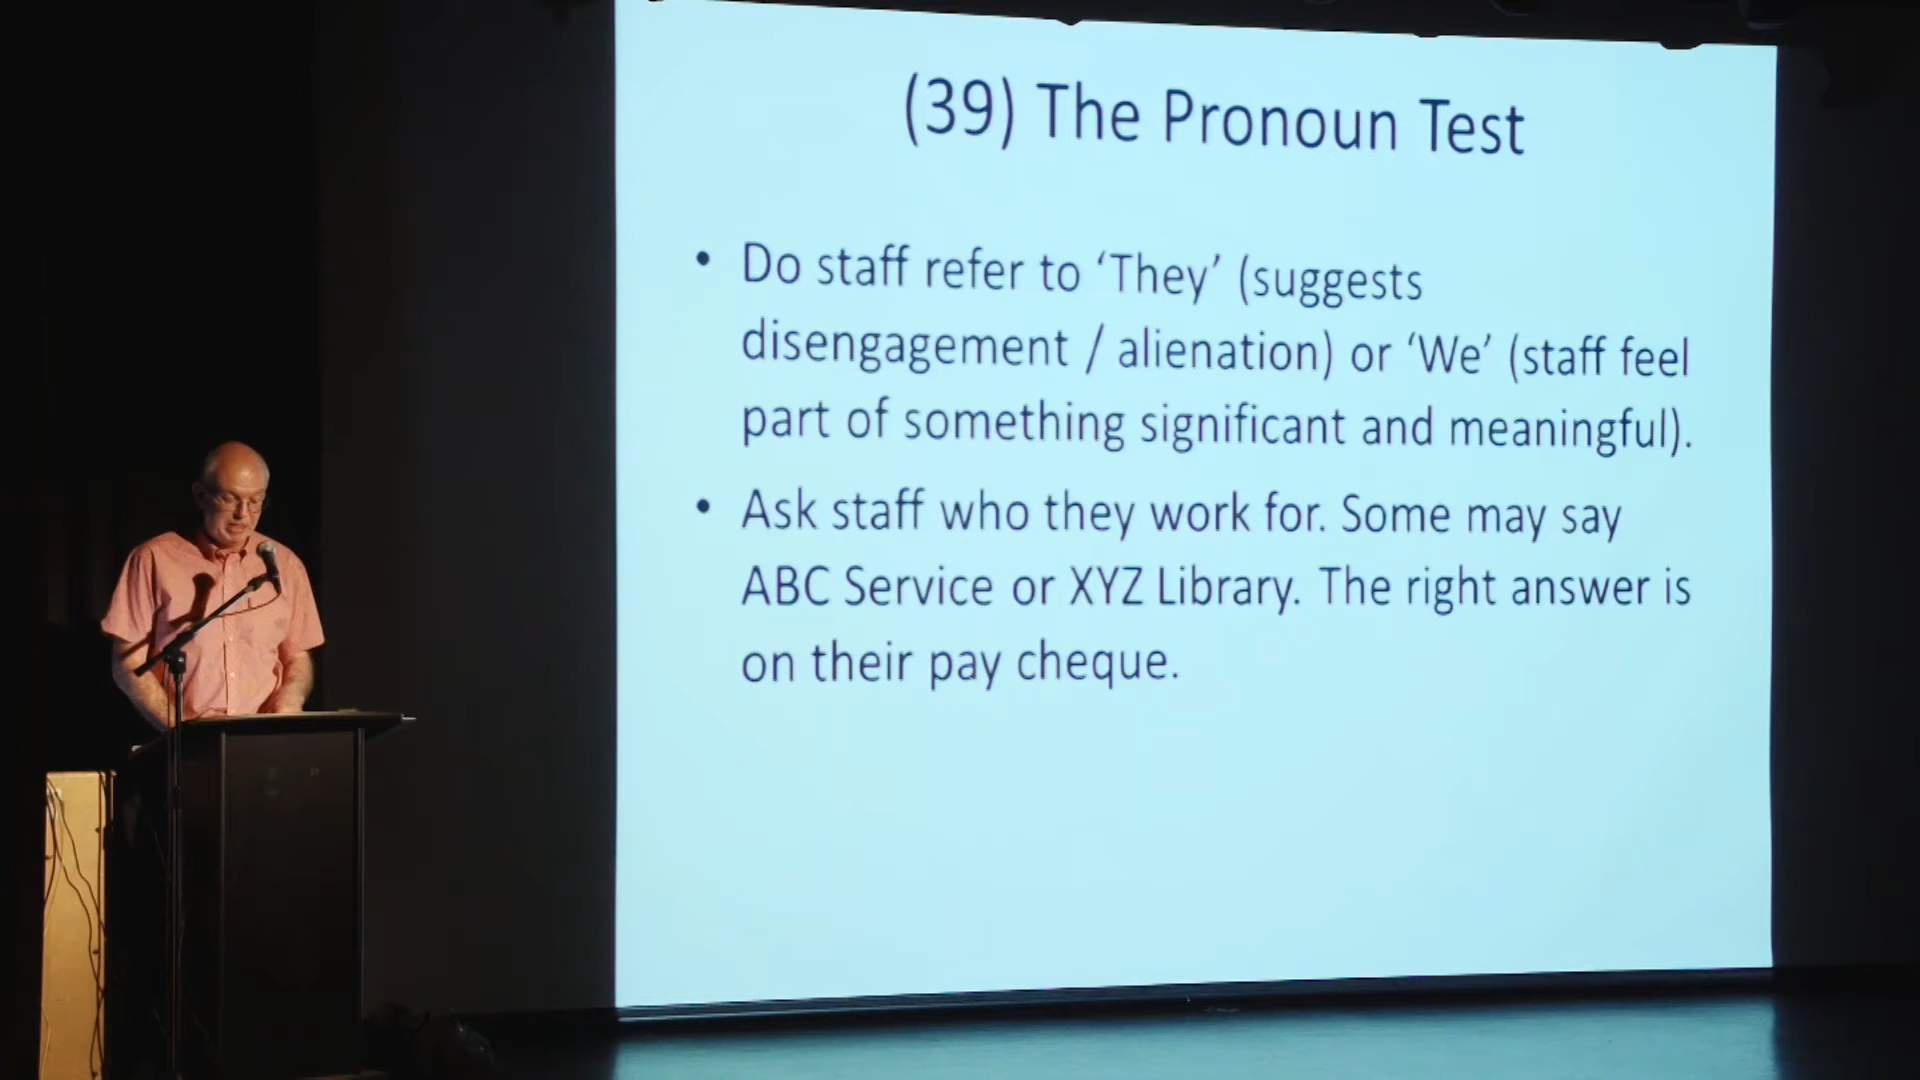 (39) The Pronoun Test
• Do staff refer to ‘They’ (suggests
disengagement / alienation) or ‘We’ (staff feel
part of something significant and meaningful).
• Ask staff who they work for. Some may say
ABC Service or XYZ Library. The right answer is
on their pay cheque.